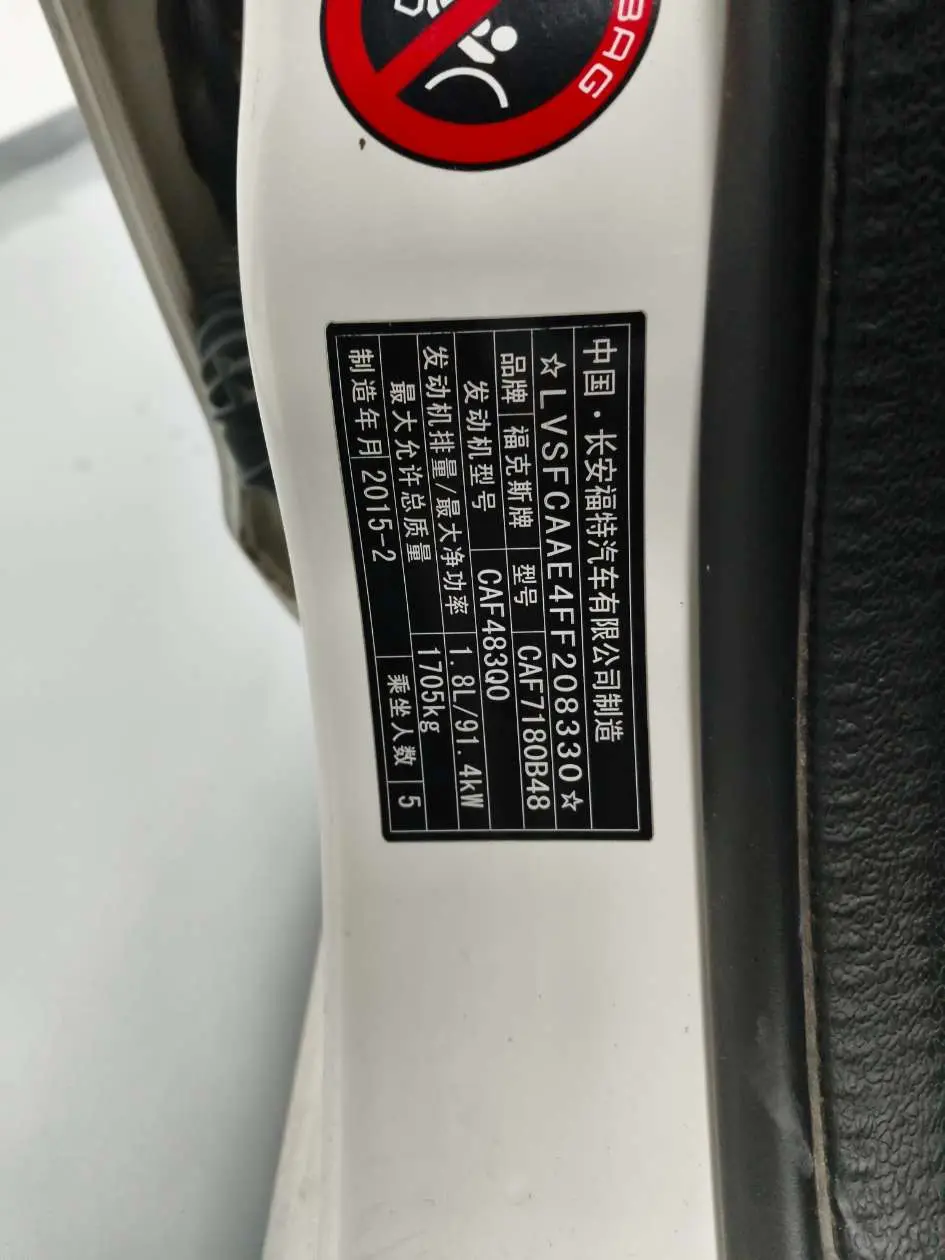 BAG
中国·长安福特汽车有限公司制造
☆LVSFCAAE4FF208330☆
品牌 福克斯牌 型号 CAF7180B48
发动机型号 CAF483Q0
发动机排量/最大净功率 1.8L/91.4kW
最大允许总质量 1705kg
制造年月 2015-2 乘坐人数 5